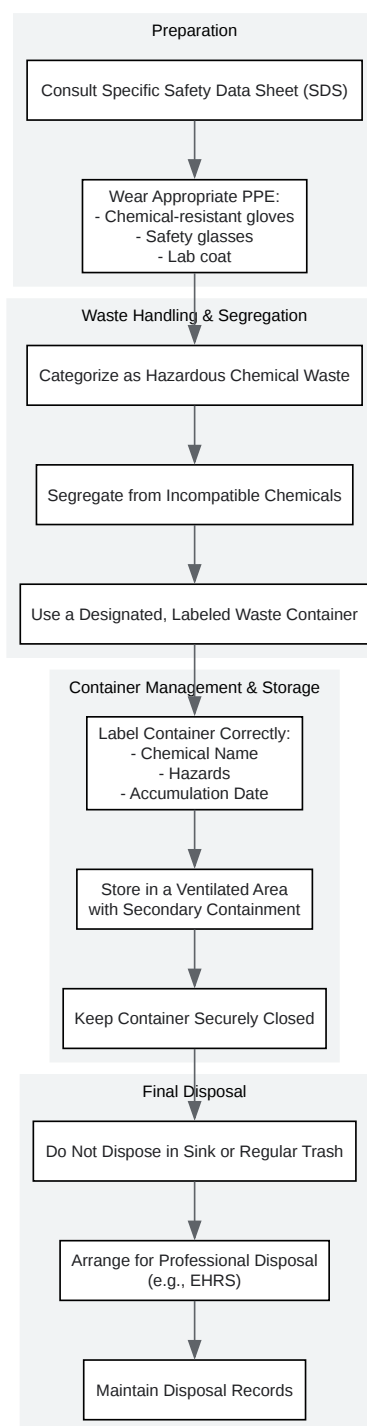 Preparation
Consult Specific Safety Data Sheet (SDS)
Wear Appropriate PPE:
- Chemical-resistant gloves
- Safety glasses
- Lab coat
Waste Handling & Segregation
Categorize as Hazardous Chemical Waste
Segregate from Incompatible Chemicals
Use a Designated, Labeled Waste Container
Container Management & Storage
Label Container Correctly:
- Chemical Name
- Hazards
- Accumulation Date
Store in a Ventilated Area
with Secondary Containment
Keep Container Securely Closed
Final Disposal
Do Not Dispose in Sink or Regular Trash
Arrange for Professional Disposal
(e.g., EHRS)
Maintain Disposal Records